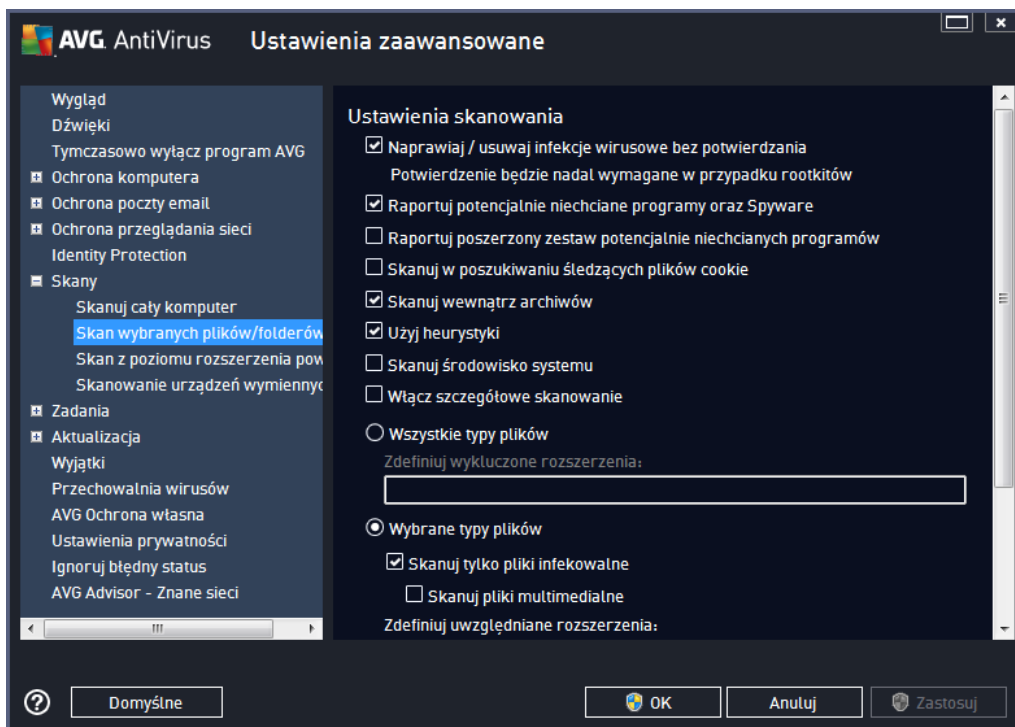 AVG AntiVirus Ustawienia zaawansowane
Wygląd
Dźwięki
Tymczasowo wyłącz program AVG
Ochrona komputera
Ochrona poczty email
Ochrona przeglądania sieci
Identity Protection
Skany
Skanuj cały komputer
Skan wybranych plików/folderów
Skan z poziomu rozszerzenia pow
Skanowanie urządzeń wymiennyc
Zadania
Aktualizacja
Wyjątki
Przechowalnia wirusów
AVG Ochrona własna
Ustawienia prywatności
Ignoruj błędny status
AVG Advisor - Znane sieci
Ustawienia skanowania
Naprawiaj / usuwaj infekcje wirusowe bez potwierdzania
Potwierdzenie będzie nadal wymagane w przypadku rootkitów
Raportuj potencjalnie niechciane programy oraz Spyware
Raportuj poszerzony zestaw potencjalnie niechcianych programów
Skanuj w poszukiwaniu śledzących plików cookie
Skanuj wewnątrz archiwów
Użyj heurystyki
Skanuj środowisko systemu
Włącz szczegółowe skanowanie
Wszystkie typy plików
Zdefiniuj wykluczone rozszerzenia:
Wybrane typy plików
Skanuj tylko pliki infekowalne
Skanuj pliki multimedialne
Zdefiniuj uwzględniane rozszerzenia:
Domyślne
OK
Anuluj
Zastosuj